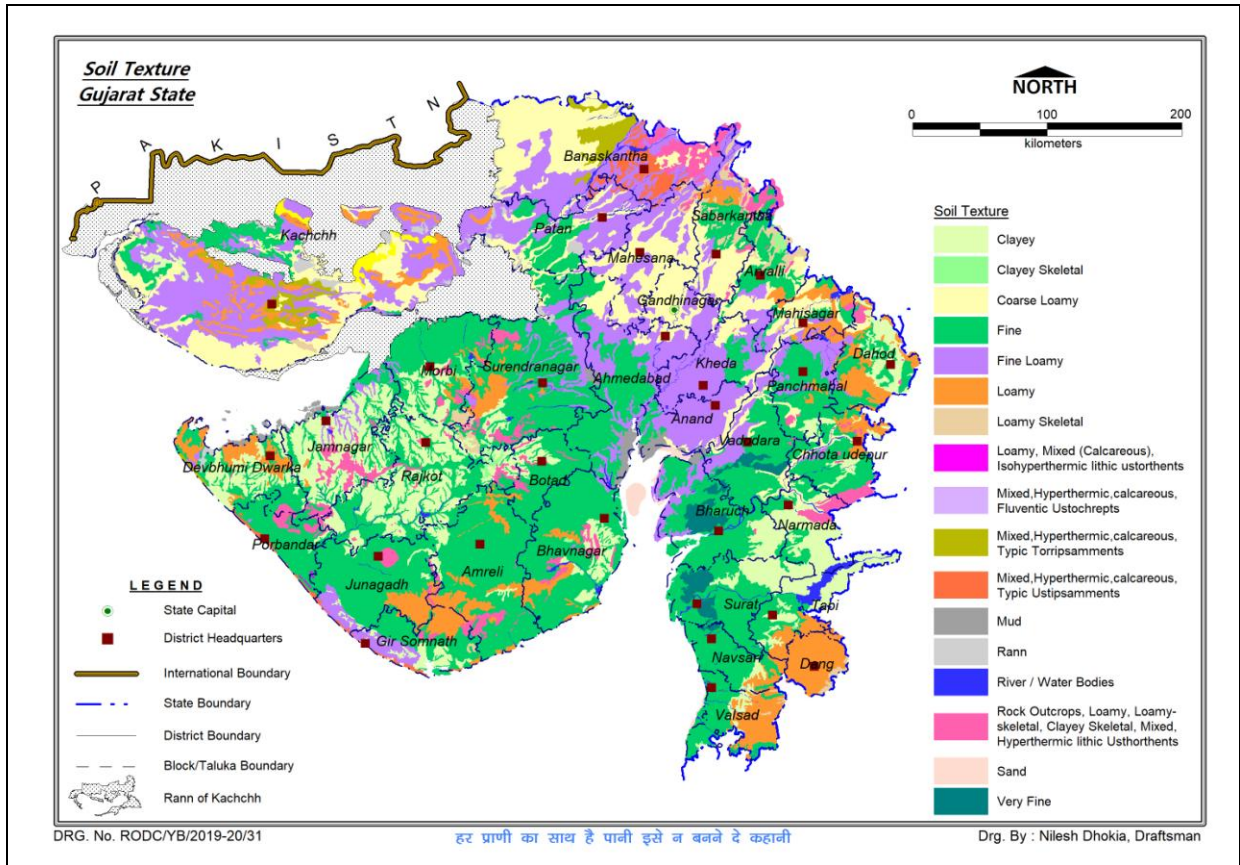 Soil Texture
Gujarat State
P A K I S T N
NORTH
0 100 200
kilometers
Banaskantha
Patan
Sabarkantha
Kachchh
Mahesana
Arvalli
Gandhinagar
Mahisagar
Dahod
Morbi
Surendranagar
Ahmedabad
Kheda
Panchmahal
Anand
Vadodara
Chhota udepur
Jamnagar
Devbhumi Dwarka
Rajkot
Botad
Bharuch
Narmada
Porbandar
Bhavnagar
Junagadh
Amreli
Surat
Tapi
Gir Somnath
Navsari
Dang
Valsad
Soil Texture
Clayey
Clayey Skeletal
Coarse Loamy
Fine
Fine Loamy
Loamy
Loamy Skeletal
Loamy, Mixed (Calcareous),
Isohyperthermic lithic ustorthents
Mixed,Hyperthermic,calcareous,
Fluventic Ustochrepts
Mixed,Hyperthermic,calcareous,
Typic Torripsamments
Mixed,Hyperthermic,calcareous,
Typic Ustipsamments
Mud
Rann
River / Water Bodies
Rock Outcrops, Loamy, Loamy-
skeletal, Clayey Skeletal, Mixed,
Hyperthermic lithic Usthorthents
Sand
Very Fine
LEGEND
State Capital
District Headquarters
International Boundary
State Boundary
District Boundary
Block/Taluka Boundary
Rann of Kachchh
DRG. No. RODC/YB/2019-20/31
हर प्राणी का साथ है पानी इसे न बनने दे कहानी
Drg. By : Nilesh Dhokia, Draftsman